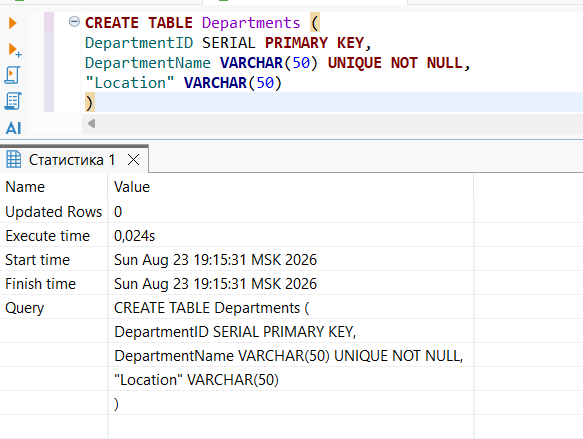 CREATE TABLE Departments (
DepartmentID SERIAL PRIMARY KEY,
DepartmentName VARCHAR(50) UNIQUE NOT NULL,
"Location" VARCHAR(50)
)
AI
Статистика 1
Name Value
Updated Rows 0
Execute time 0,024s
Start time Sun Aug 23 19:15:31 MSK 2026
Finish time Sun Aug 23 19:15:31 MSK 2026
Query CREATE TABLE Departments (
DepartmentID SERIAL PRIMARY KEY,
DepartmentName VARCHAR(50) UNIQUE NOT NULL,
"Location" VARCHAR(50)
)